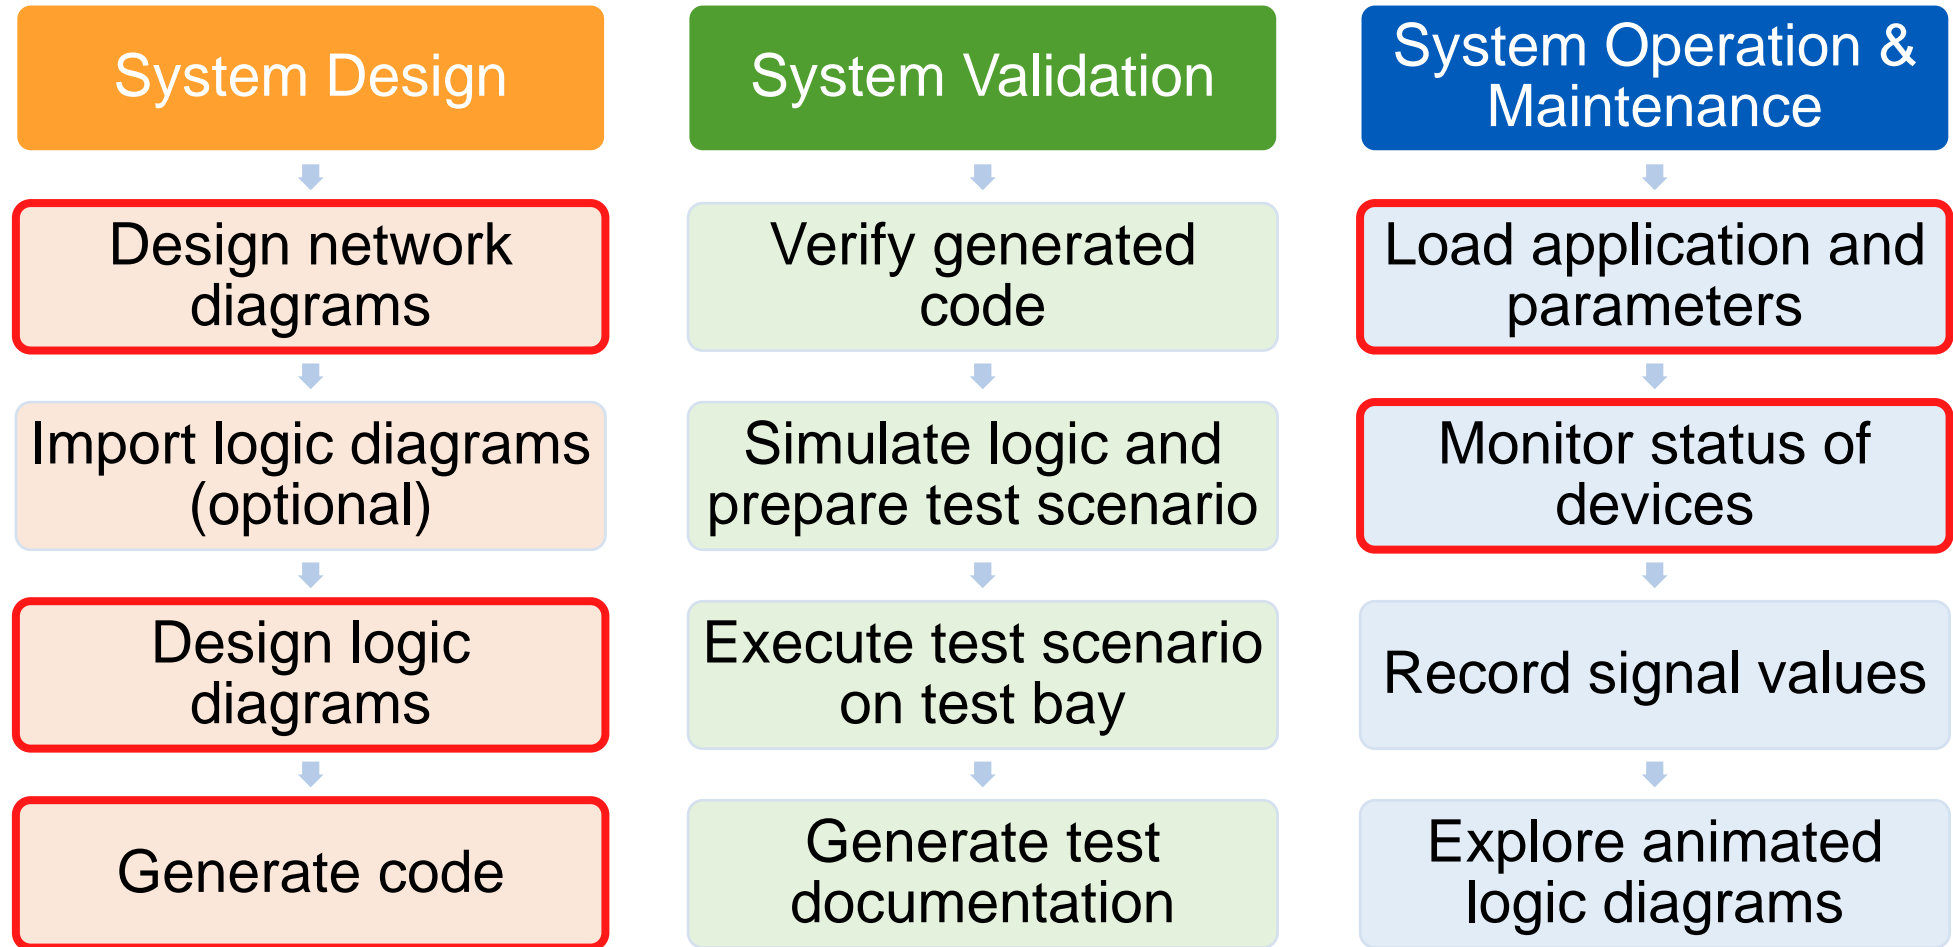 System Design
Design network
diagrams
Import logic diagrams
(optional)
Design logic
diagrams
Generate code
System Validation
Verify generated
code
Simulate logic and
prepare test scenario
Execute test scenario
on test bay
Generate test
documentation
System Operation &
Maintenance
Load application and
parameters
Monitor status of
devices
Record signal values
Explore animated
logic diagrams